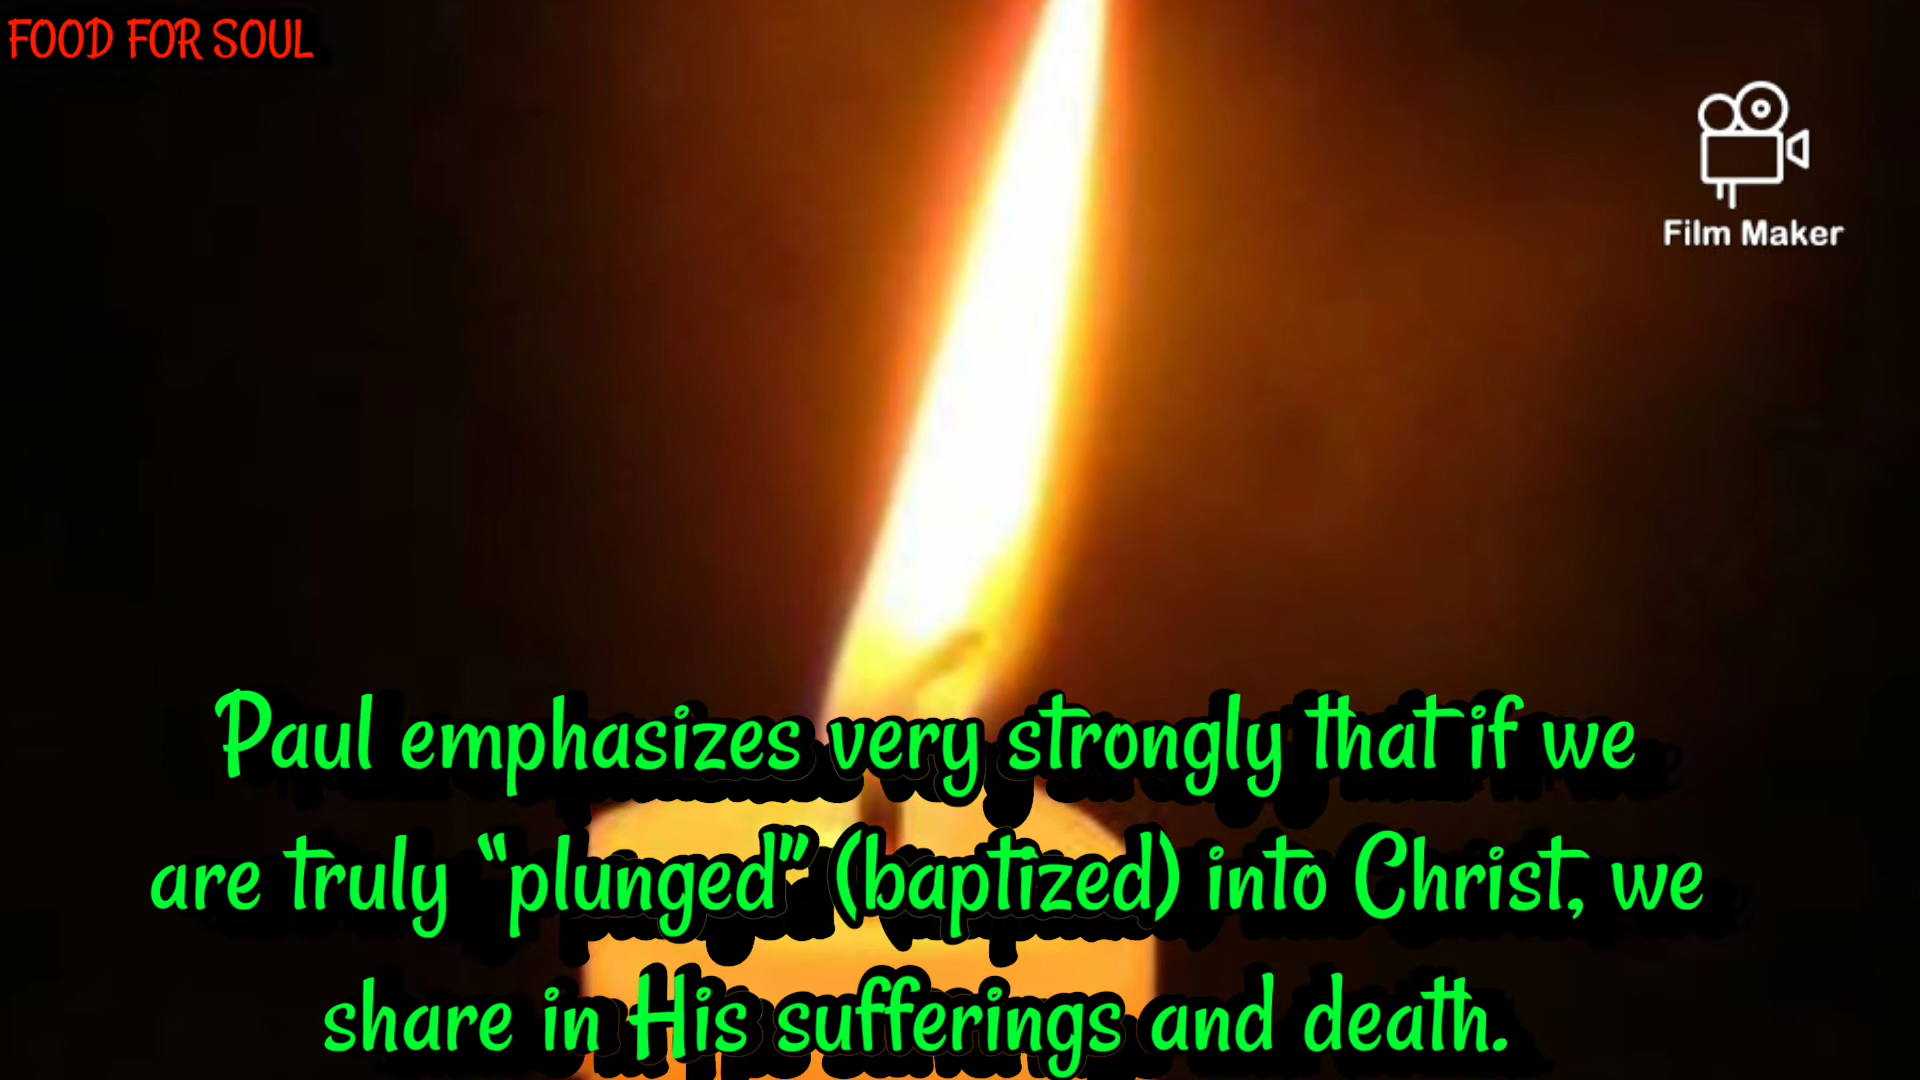 FOOD FOR SOUL
Film Maker
Paul emphasizes very strongly that if we
are truly “plunged” (baptized) into Christ, we
share in His sufferings and death.